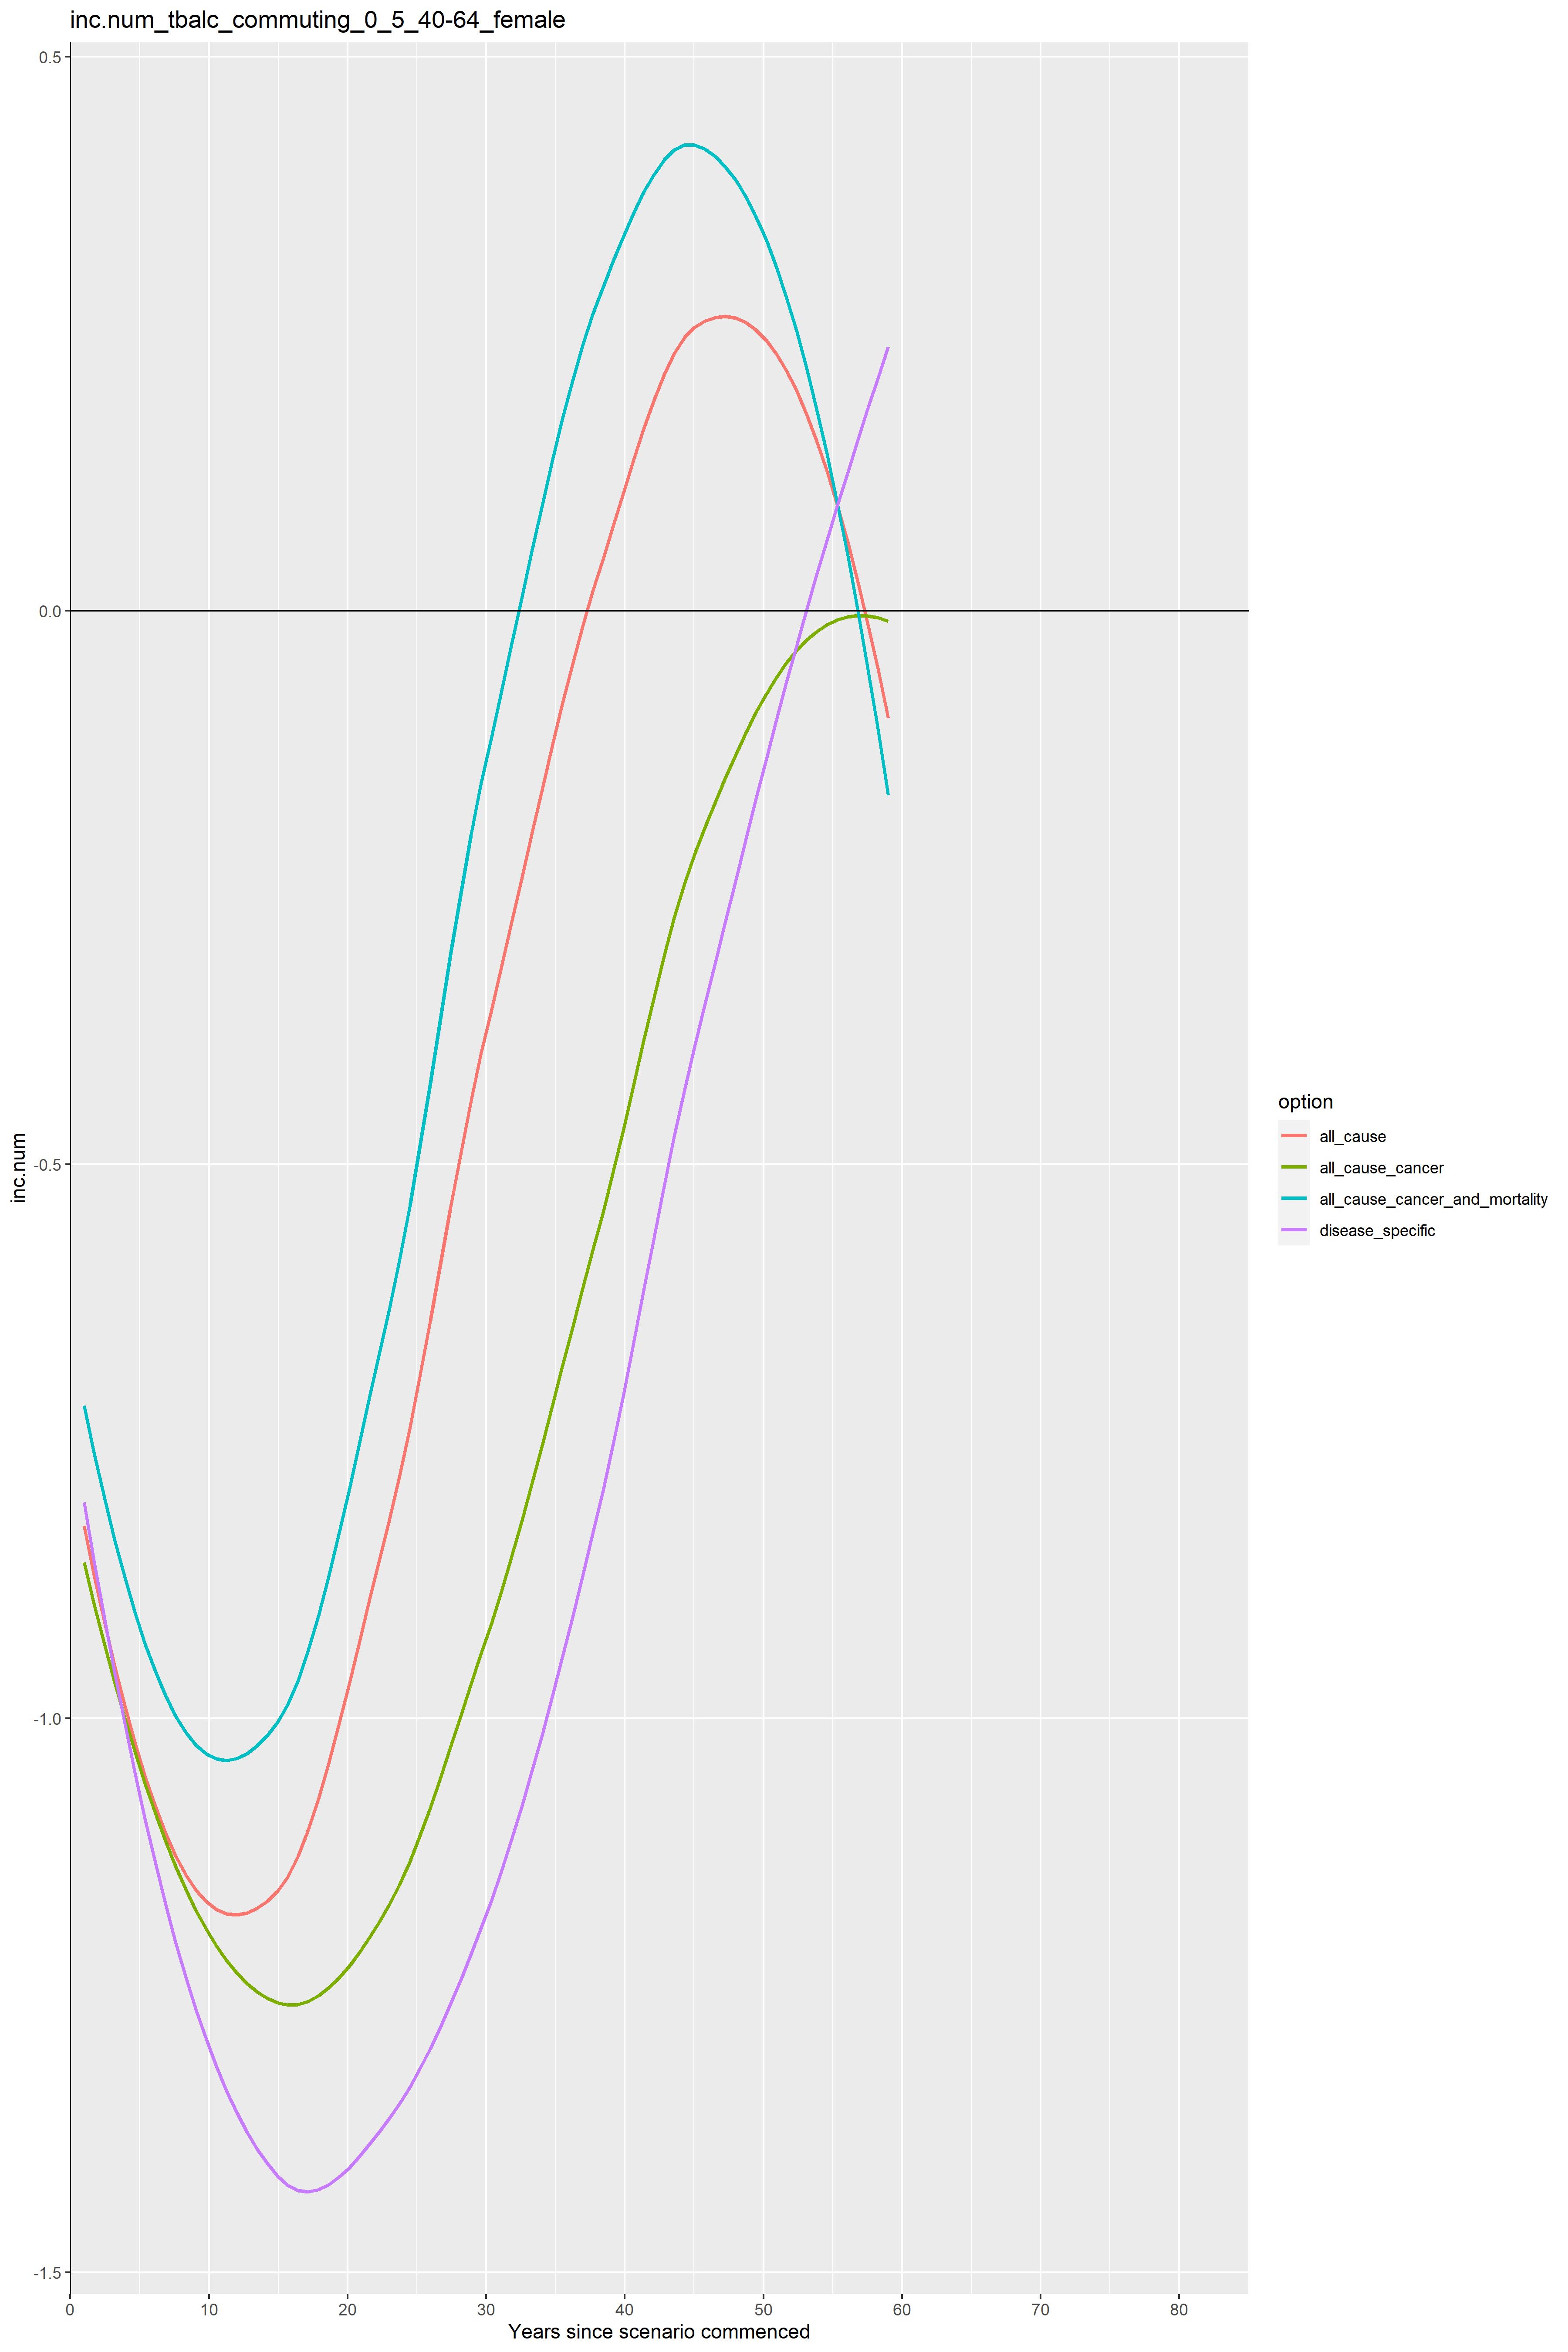 inc.num_tbalc_commuting_0_5_40-64_female
0.5
0.0
-0.5
-1.0
-1.5
inc.num
0 10 20 30 40 50 60 70 80
Years since scenario commenced
option
all_cause
all_cause_cancer
all_cause_cancer_and_mortality
disease_specific